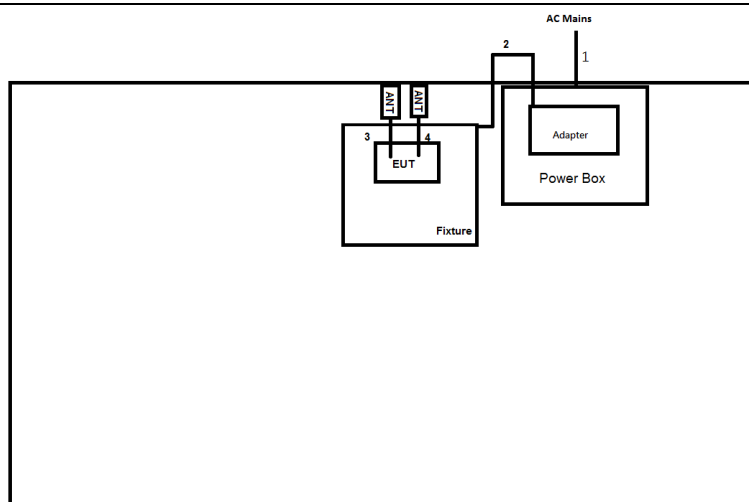 AC Mains
2
1
ANT
ANT
3
4
EUT
Adapter
Power Box
Fixture